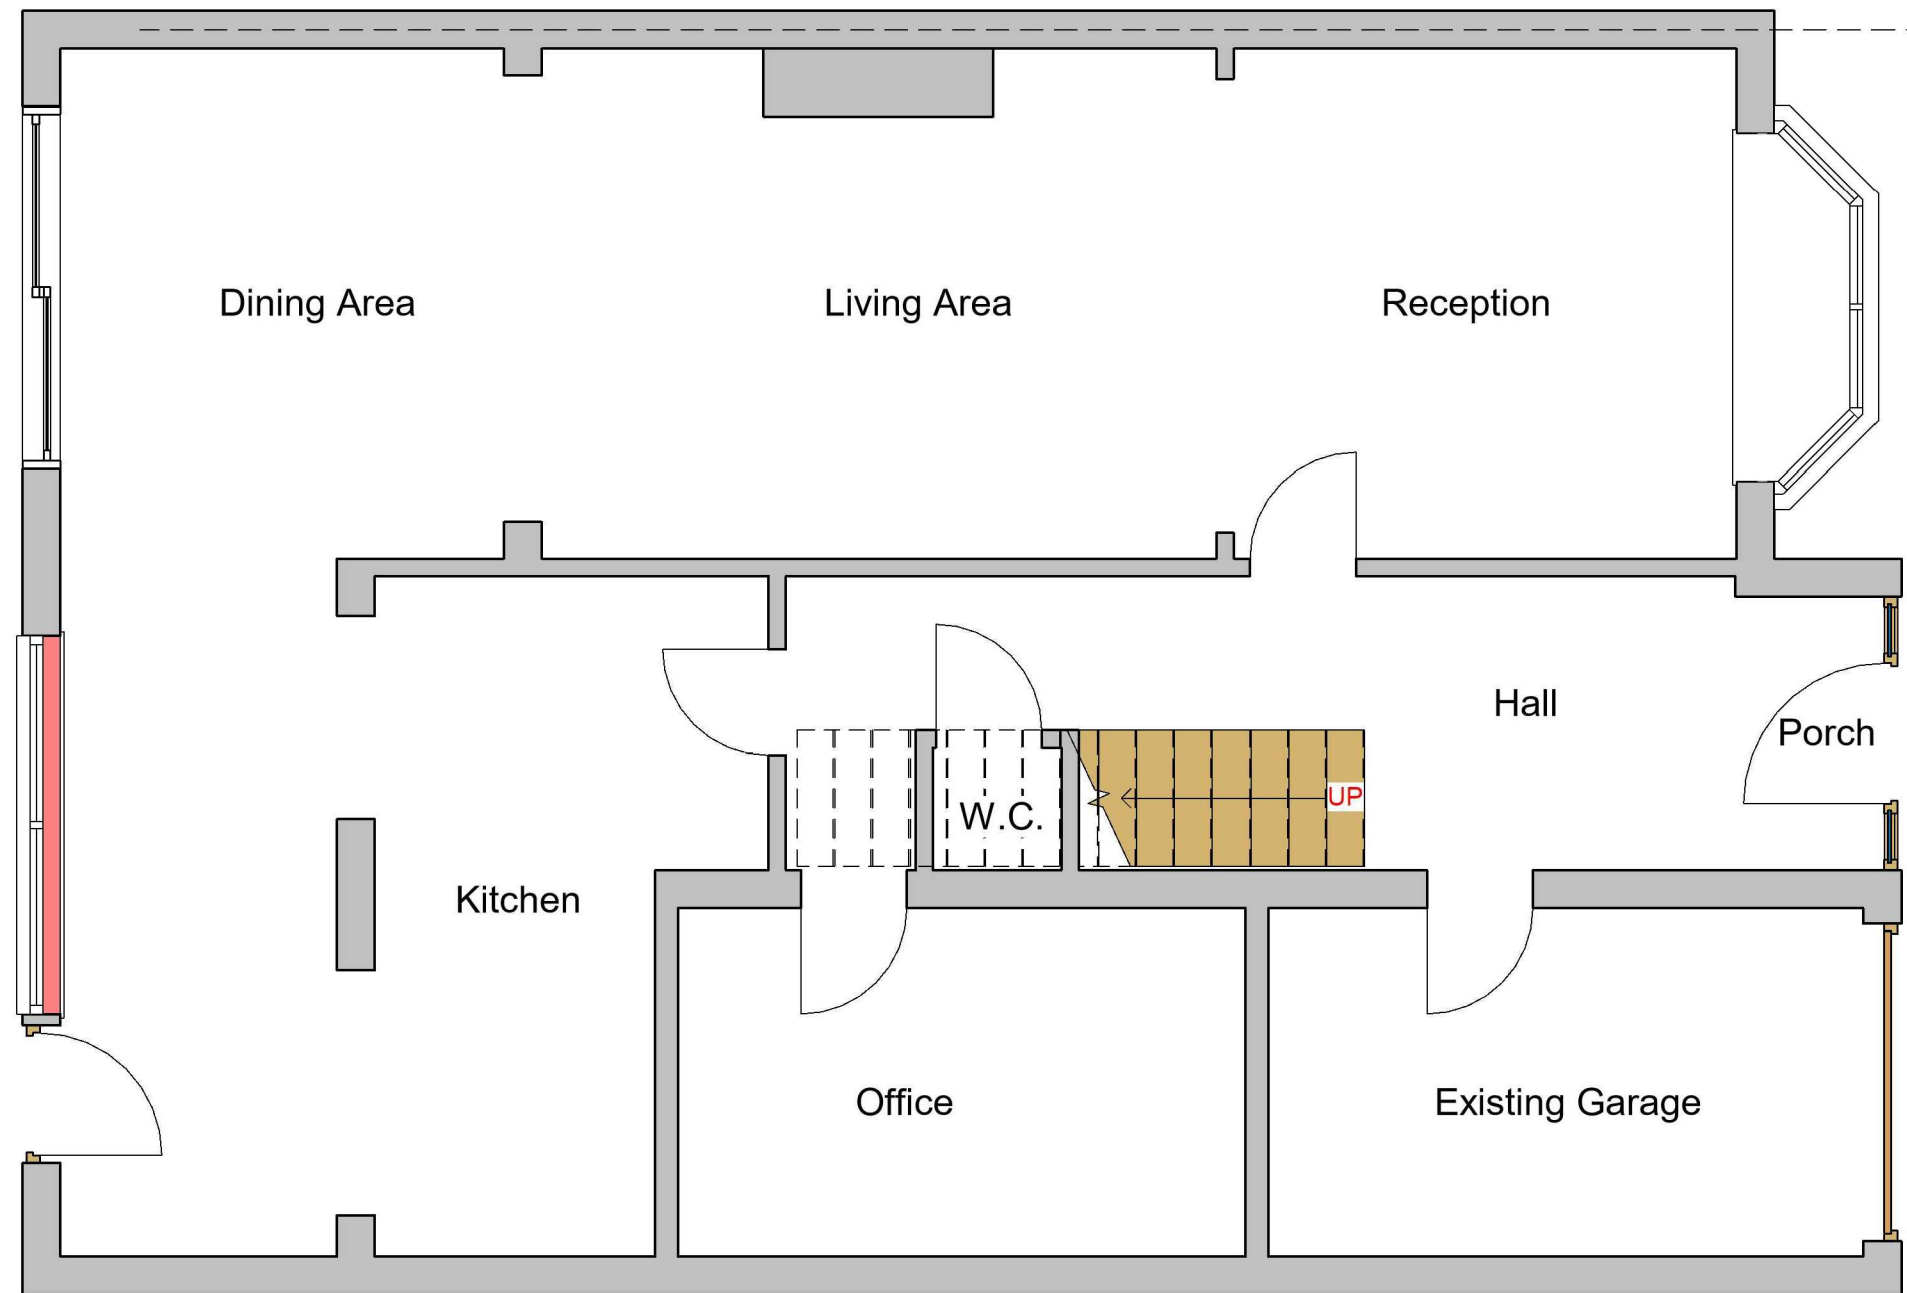 Dining Area
Living Area
Reception
Hall
Porch
UP
W.C.
Kitchen
Office
Existing Garage